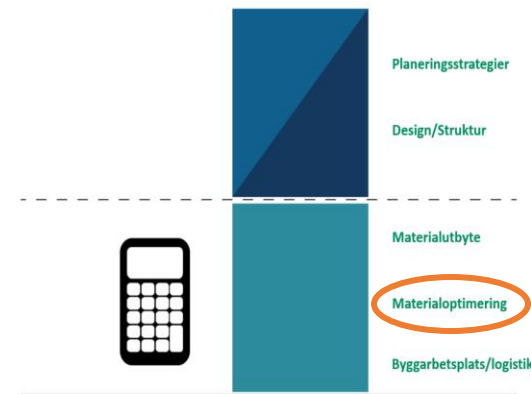 Planeringsstrategier
Design/Struktur
Materialutbyte
Materialoptimering
Byggarbetsplats/logistik